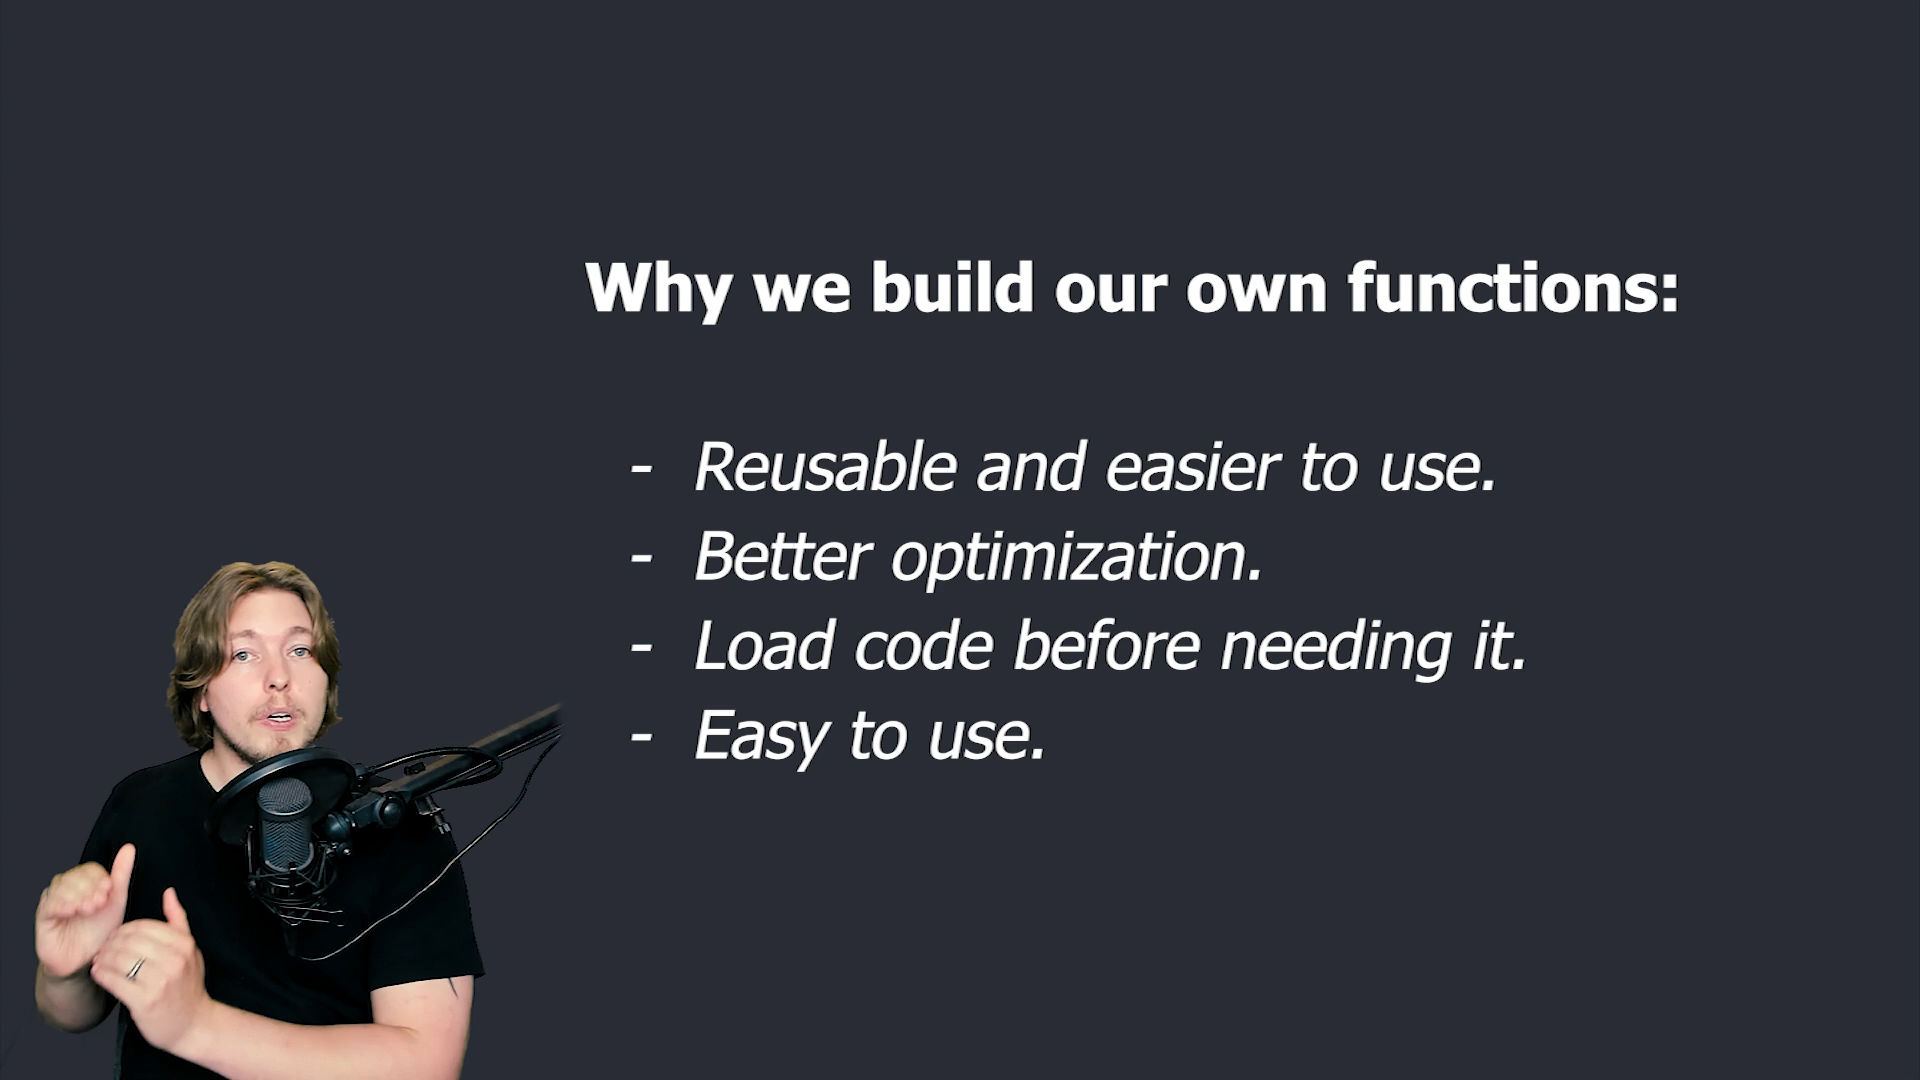 Why we build our own functions:
- Reusable and easier to use.
- Better optimization.
- Load code before needing it.
- Easy to use.